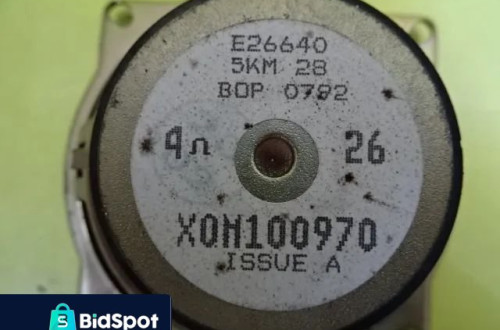 E26640
5KM 28
BOP 0792
4Ω 26
XQM100970
ISSUE A
BidSpot